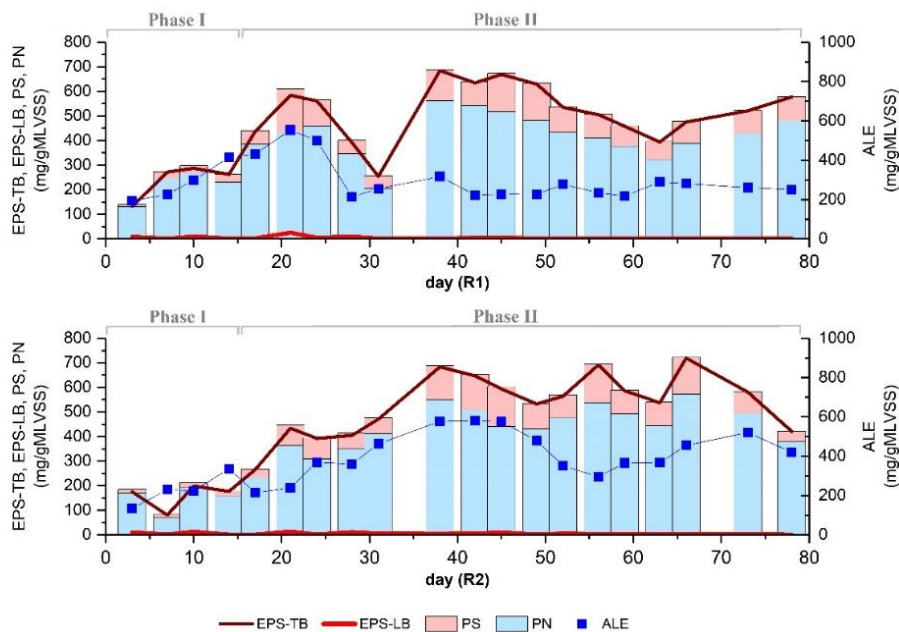 Phase I Phase II
EPS-TB, EPS-LB, PS, PN
(mg/gMLVSS)
800
700
600
500
400
300
200
100
0
1000
800
600
400
200
0
ALE
(mg/gMLVSS)
0 10 20 30 40 50 60 70 80
day (R1)
Phase I Phase II
EPS-TB, EPS-LB, PS, PN
(mg/gMLVSS)
800
700
600
500
400
300
200
100
0
1000
800
600
400
200
0
ALE
(mg/gMLVSS)
0 10 20 30 40 50 60 70 80
day (R2)
EPS-TB EPS-LB PS PN ALE